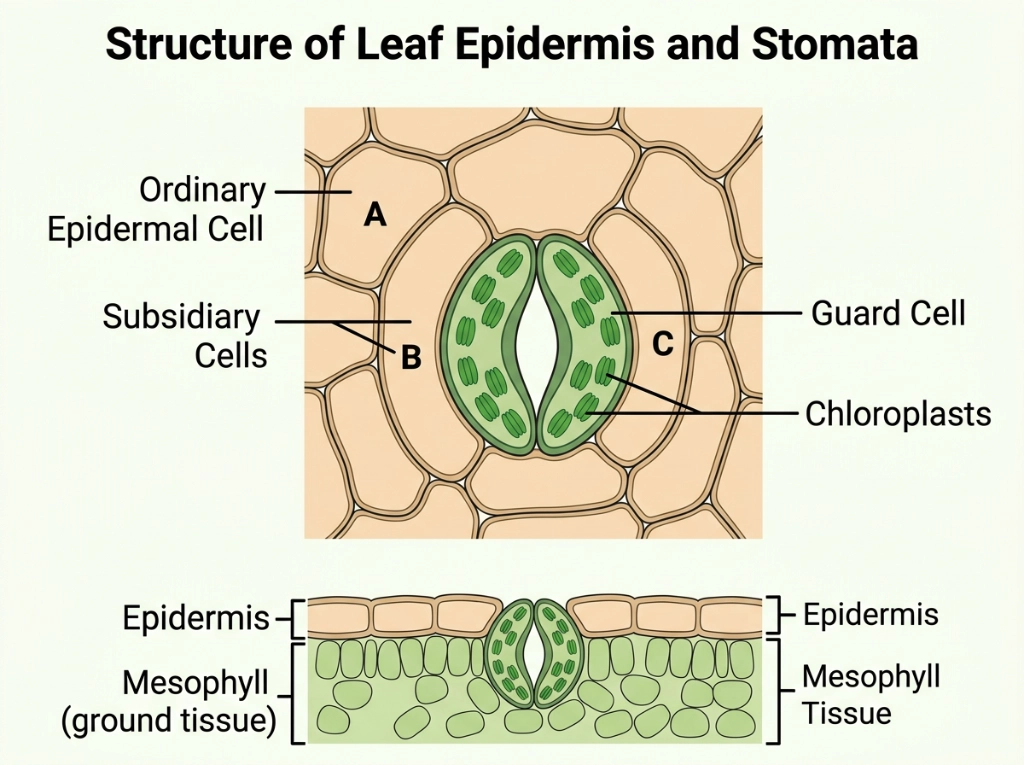 Structure of Leaf Epidermis and Stomata
Ordinary
Epidermal Cell
A
Subsidiary
Cells
B
C
Guard Cell
Chloroplasts
Epidermis
Mesophyll
(ground tissue)
Epidermis
Mesophyll
Tissue